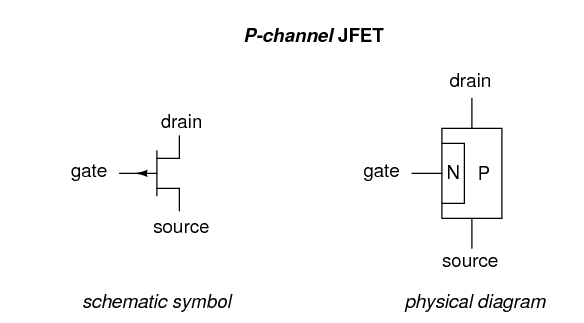 P-channel JFET
drain
gate
source
schematic symbol
drain
gate
N P
source
physical diagram